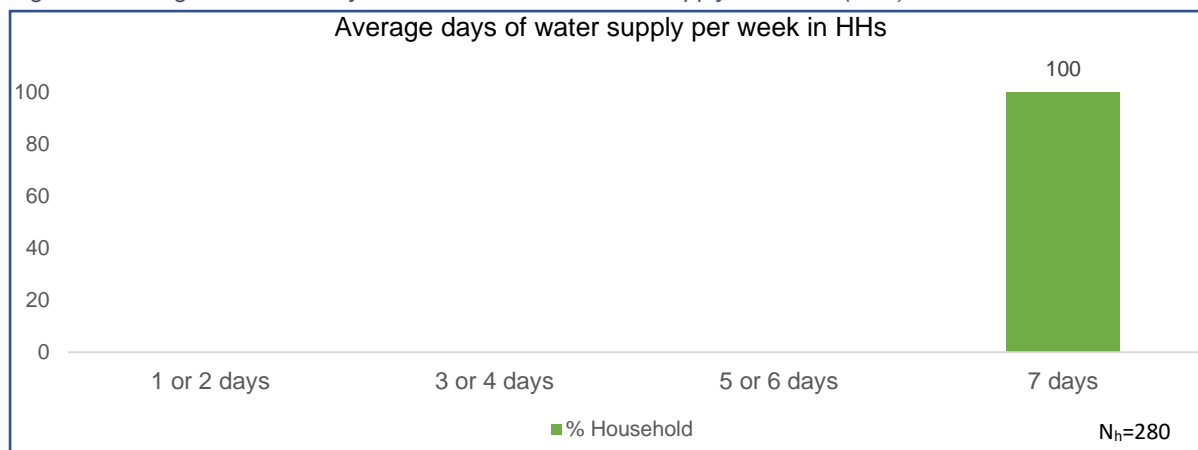 Average days of water supply per week in HHs
100
100
80
60
40
20
0
1 or 2 days
3 or 4 days
5 or 6 days
7 days
% Household
Nₕ=280